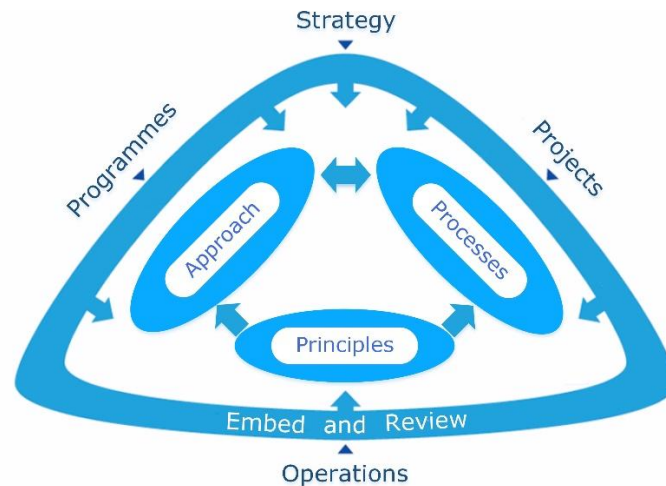 Strategy
Programmes
Projects
Approach
Processes
Principles
Embed and Review
Operations